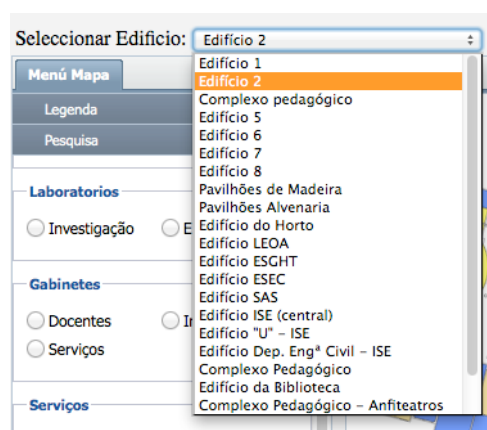 Seleccionar Edificio: Edifício 2
Menú Mapa
Edifício 1
Edifício 2
Legenda
Complexo pedagógico
Edifício 5
Pesquisa
Edifício 6
Edifício 7
Edifício 8
Laboratorios
Pavilhões de Madeira
Pavilhões Alvenaria
Investigação
E
Edifício do Horto
Edifício LEOA
Edifício ESGHT
Gabinetes
Edifício ESEC
Edifício SAS
Docentes
Edifício ISE (central)
Edifício "U" - ISE
Serviços
Edifício Dep. Engª Civil - ISE
Complexo Pedagógico
Edifício da Biblioteca
Serviços
Complexo Pedagógico - Anfiteatros